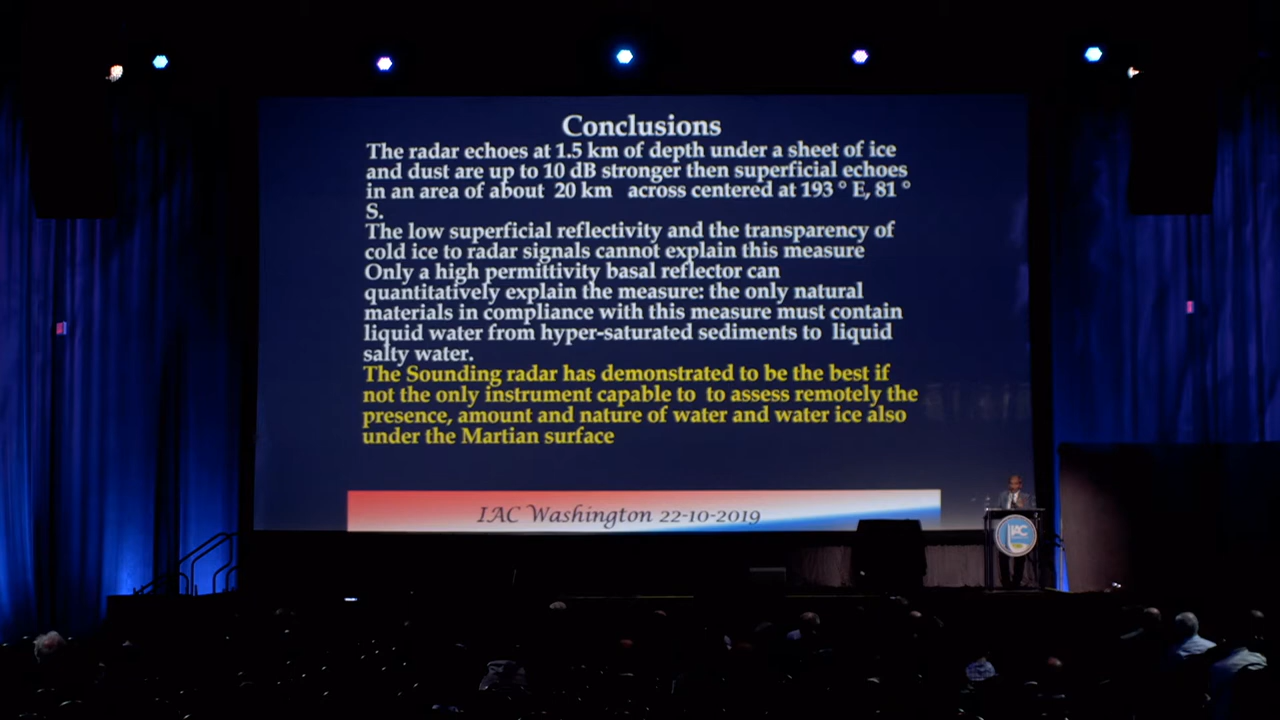 Conclusions
The radar echoes at 1.5 km of depth under a sheet of ice
and dust are up to 10 dB stronger then superficial echoes
in an area of about 20 km across centered at 193 ° E, 81 °
S.
The low superficial reflectivity and the transparency of
cold ice to radar signals cannot explain this measure
Only a high permittivity basal reflector can
quantitatively explain the measure: the only natural
materials in compliance with this measure must contain
liquid water from hyper-saturated sediments to liquid
salty water.
The Sounding radar has demonstrated to be the best if
not the only instrument capable to to assess remotely the
presence, amount and nature of water and water ice also
under the Martian surface
IAC Washington 22-10-2019
IAC